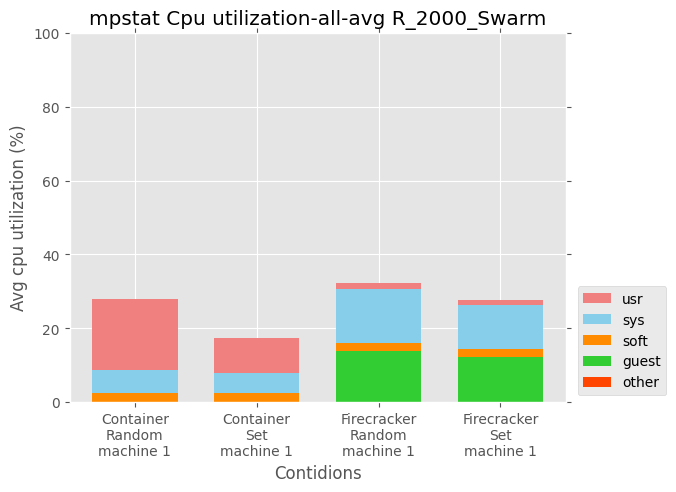 mpstat Cpu utilization-all-avg R_2000_Swarm
Avg cpu utilization (%)
100
80
60
40
20
0
Container
Random
machine 1
Container
Set
machine 1
Firecracker
Random
machine 1
Firecracker
Set
machine 1
Contidions
usr
sys
soft
guest
other